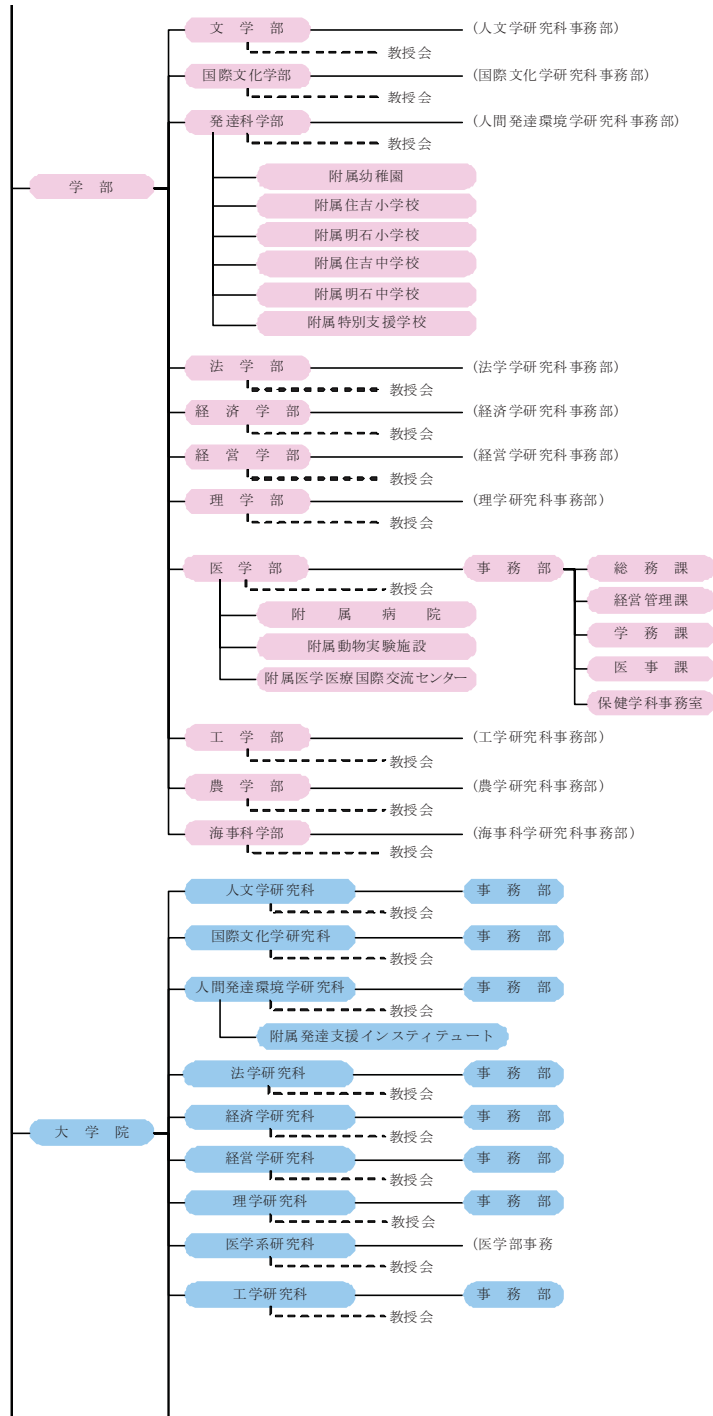 文学部 (人文学研究科事務部)
教授会
国際文化学部 (国際文化学研究科事務部)
教授会
発達科学部 (人間発達環境学研究科事務部)
教授会
附属幼稚園
学部
附属住吉小学校
附属明石小学校
附属住吉中学校
附属明石中学校
附属特別支援学校
法学部 (法学学研究科事務部)
教授会
経済学部 (経済学研究科事務部)
教授会
経営学部 (経営学研究科事務部)
教授会
理学部 (理学研究科事務部)
教授会
医学部 事務部 総務課
教授会
経営管理課
附属病院
学務課
附属動物実験施設
医事課
附属医学医療国際交流センター
保健学科事務室
工学部 (工学研究科事務部)
教授会
農学部 (農学研究科事務部)
教授会
海事科学部 (海事科学研究科事務部)
教授会
人文学研究科 事務部
教授会
国際文化学研究科 事務部
教授会
人間発達環境学研究科 事務部
教授会
附属発達支援インスティテュート
法学研究科 事務部
教授会
経済学研究科 事務部
大学院
教授会
経営学研究科 事務部
教授会
理学研究科 事務部
教授会
医学系研究科 (医学部事務
教授会
工学研究科 事務部
教授会